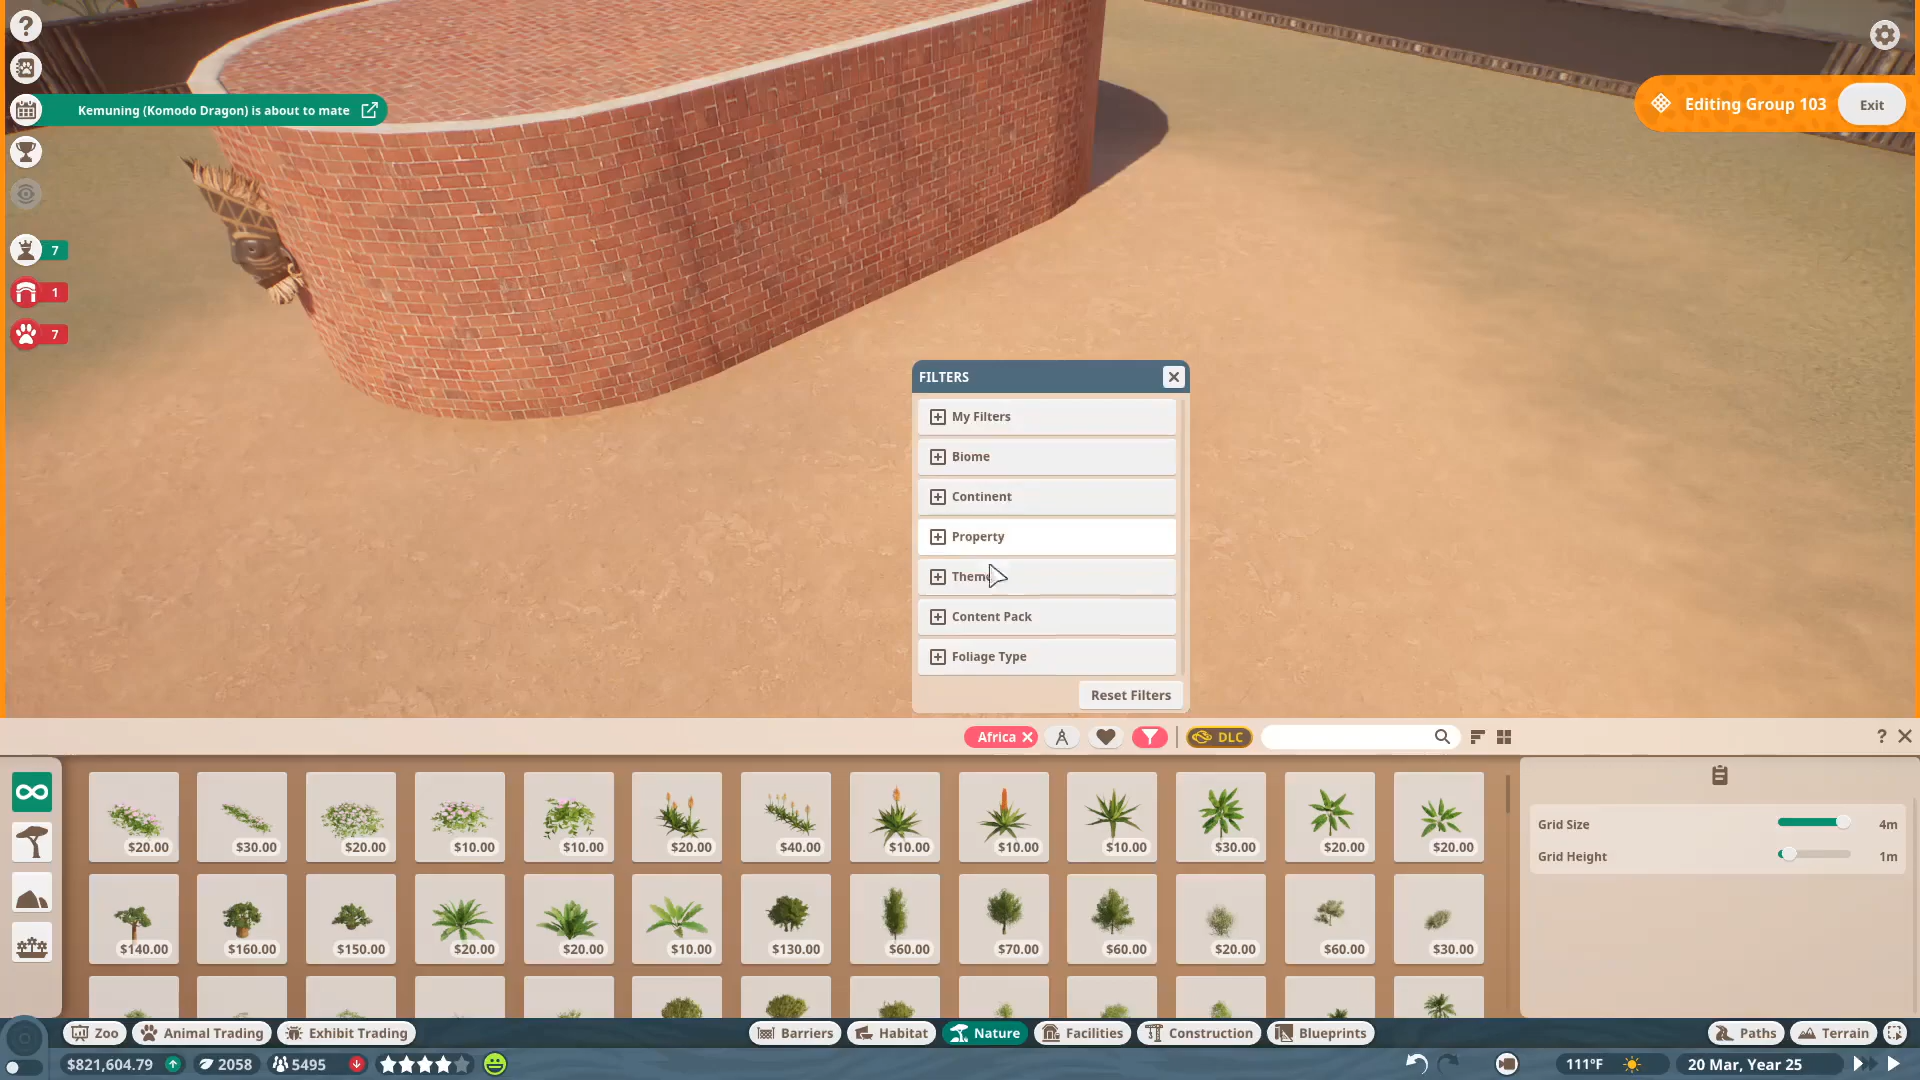 ?
Kemuning (Komodo Dragon) is about to mate
Editing Group 103
Exit
7
1
7
FILTERS
My Filters
Biome
Continent
Property
Theme
Content Pack
Foliage Type
Reset Filters
Africa
DLC
?
$20.00 $30.00 $20.00 $10.00 $10.00 $20.00 $40.00 $10.00 $10.00 $10.00 $30.00 $20.00 $20.00
$140.00 $160.00 $150.00 $20.00 $20.00 $10.00 $130.00 $60.00 $70.00 $60.00 $20.00 $60.00 $30.00
Grid Size 4m
Grid Height 1m
Zoo Animal Trading Exhibit Trading Barriers Habitat Nature Facilities Construction Blueprints Paths Terrain
$821,604.79 2058 5495 111°F 20 Mar, Year 25